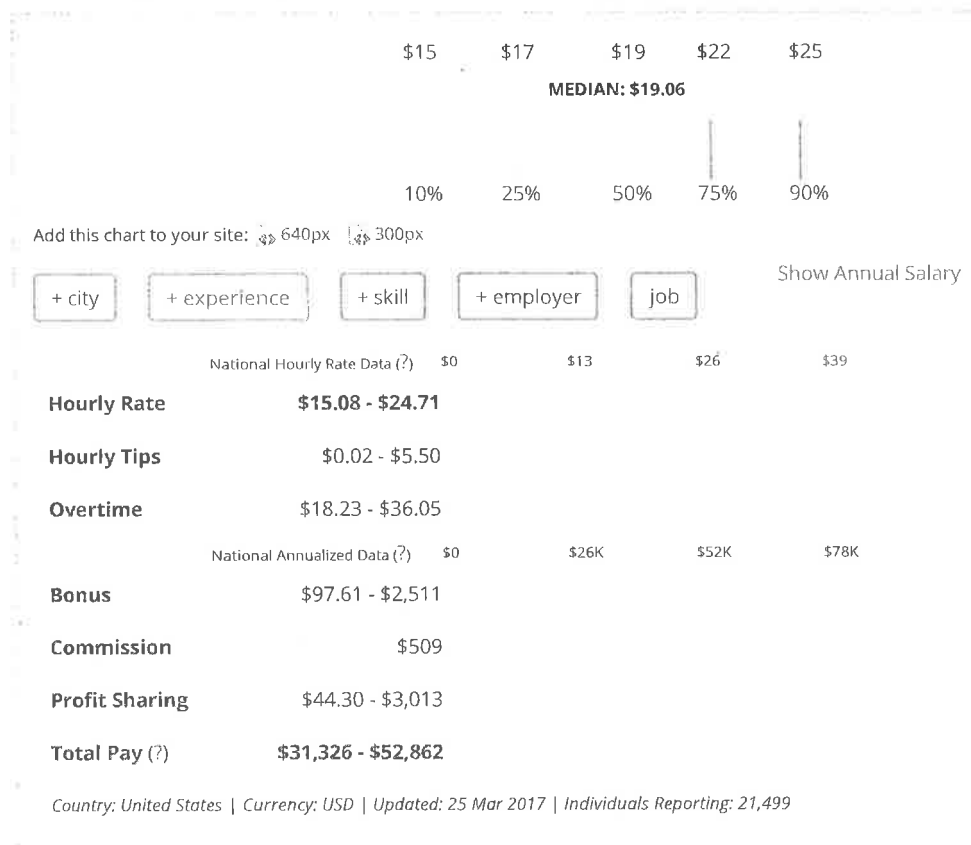 $15 $17 $19 $22 $25
MEDIAN: $19.06
10% 25% 50% 75% 90%
Add this chart to your site: 640px 300px
Show Annual Salary
+ city + experience + skill + employer job
National Hourly Rate Data (?) $0 $13 $26 $39
Hourly Rate $15.08 - $24.71
Hourly Tips $0.02 - $5.50
Overtime $18.23 - $36.05
National Annualized Data (?) $0 $26K $52K $78K
Bonus $97.61 - $2,511
Commission $509
Profit Sharing $44.30 - $3,013
Total Pay (?) $31,326 - $52,862
Country: United States | Currency: USD | Updated: 25 Mar 2017 | Individuals Reporting: 21,499